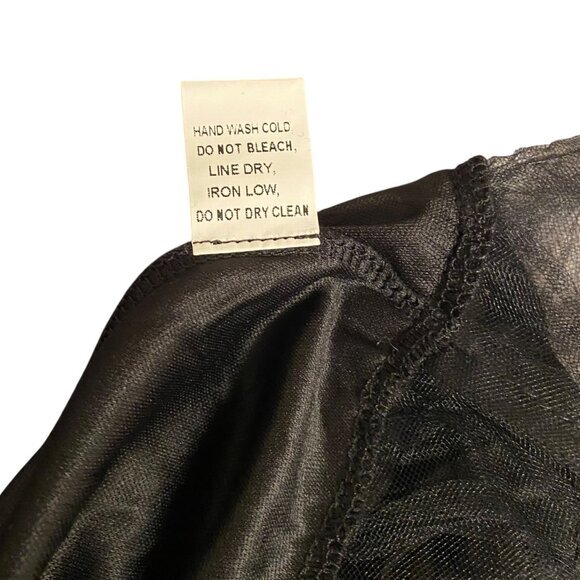 HAND WASH COLD
DO NOT BLEACH,
LINE DRY,
IRON LOW,
DO NOT DRY CLEAN